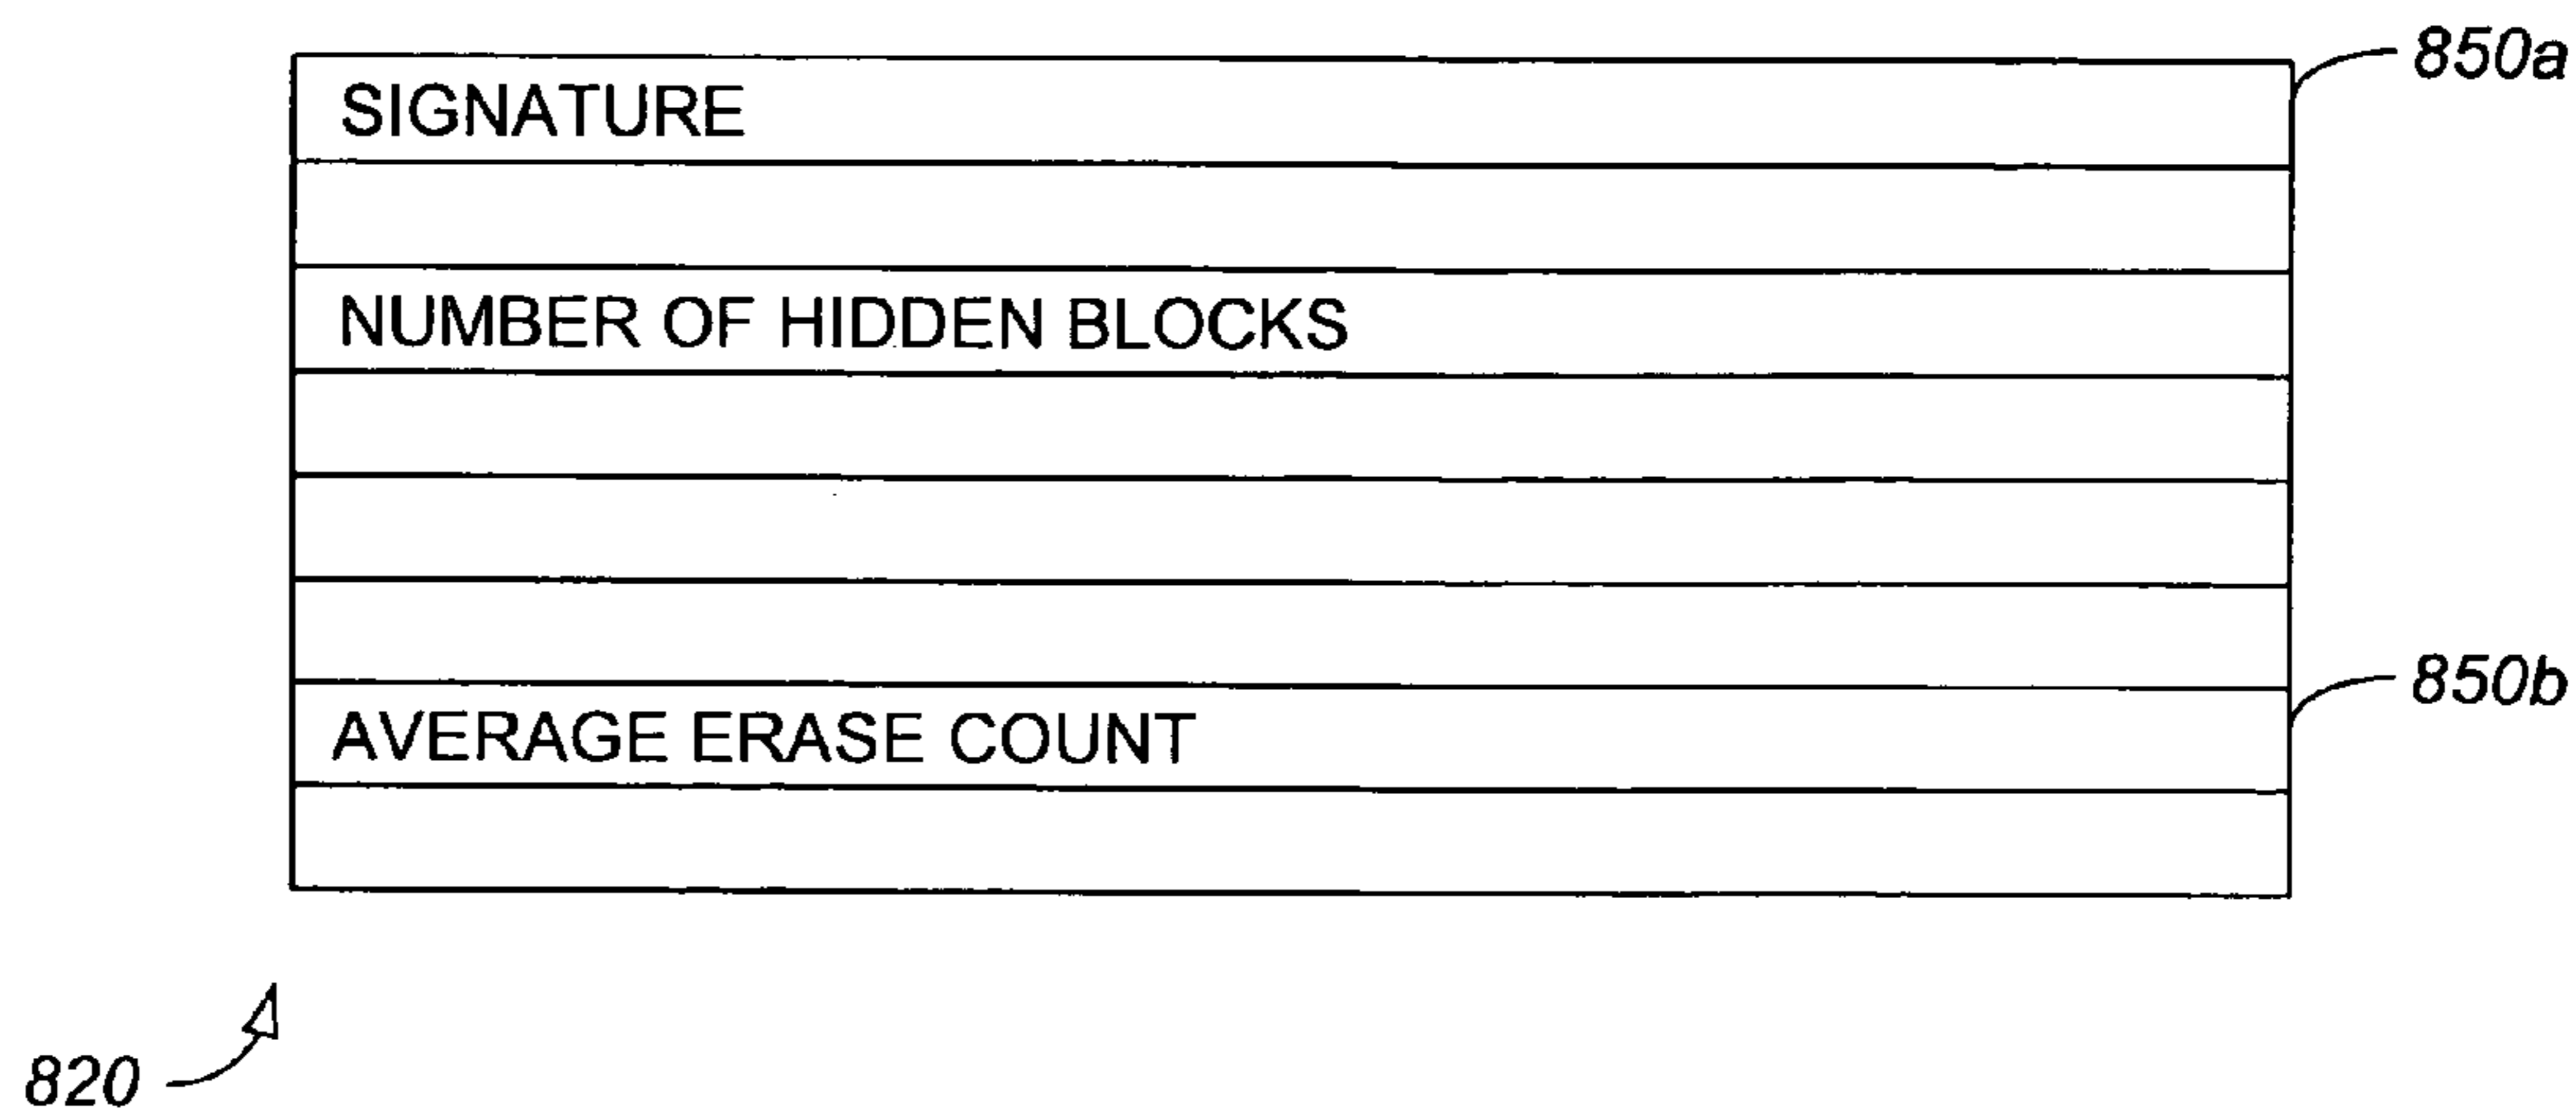 850a
SIGNATURE
NUMBER OF HIDDEN BLOCKS
850b
AVERAGE ERASE COUNT
820